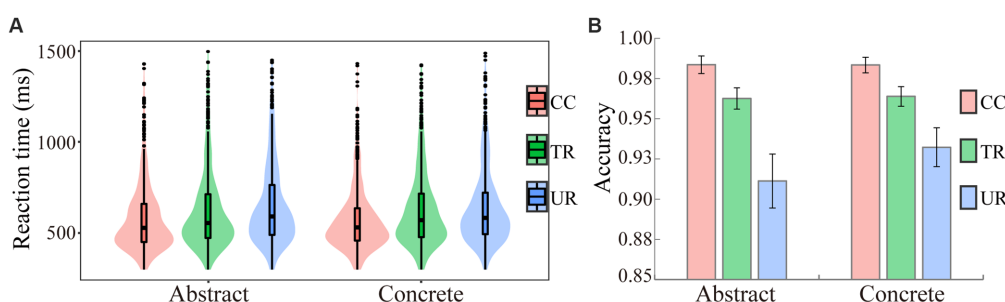 A
Reaction time (ms)
1500
1000
500
Abstract
Concrete
CC
TR
UR
B
Accuracy
1.00
0.98
0.95
0.93
0.90
0.88
0.85
Abstract
Concrete
CC
TR
UR